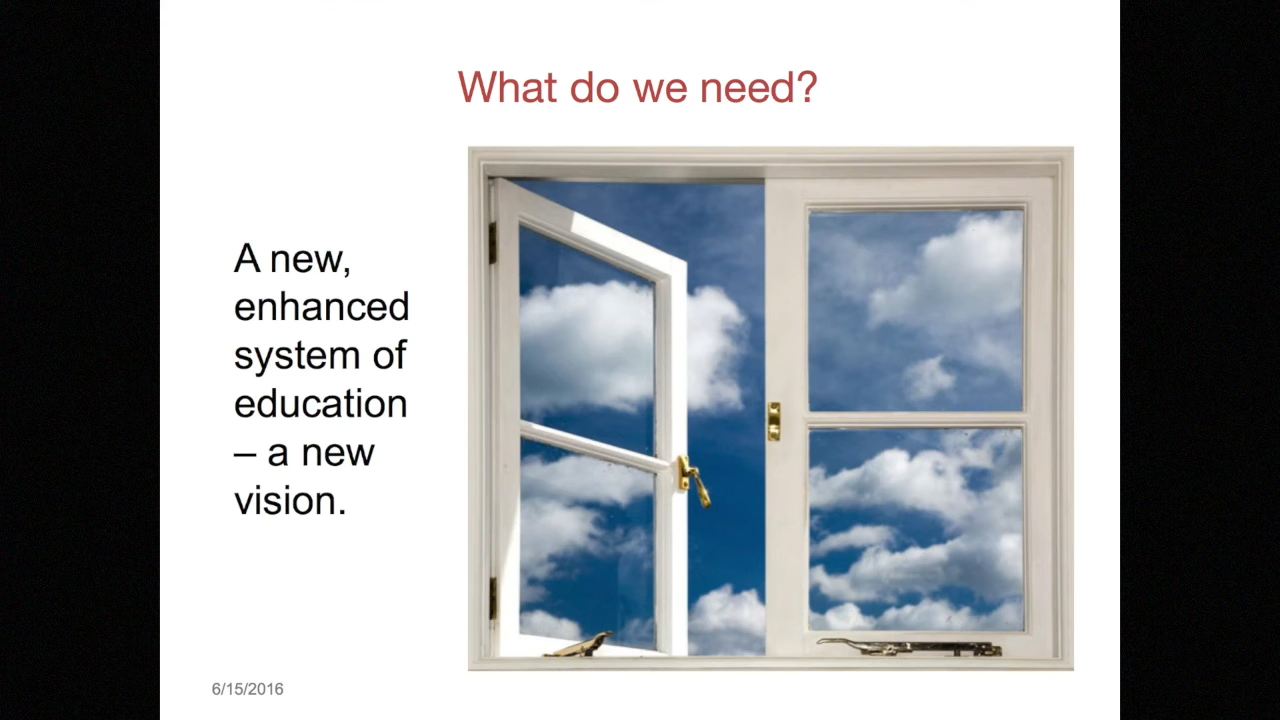 What do we need?
A new,
enhanced
system of
education
– a new
vision.
6/15/2016